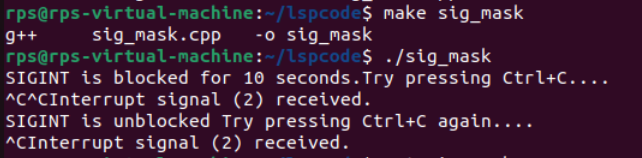 rps@rps-virtual-machine:~/lspcode$ make sig_mask
g++     sig_mask.cpp   -o sig_mask
rps@rps-virtual-machine:~/lspcode$ ./sig_mask
SIGINT is blocked for 10 seconds.Try pressing Ctrl+C....
^C^CInterrupt signal (2) received.
SIGINT is unblocked Try pressing Ctrl+C again....
^CInterrupt signal (2) received.